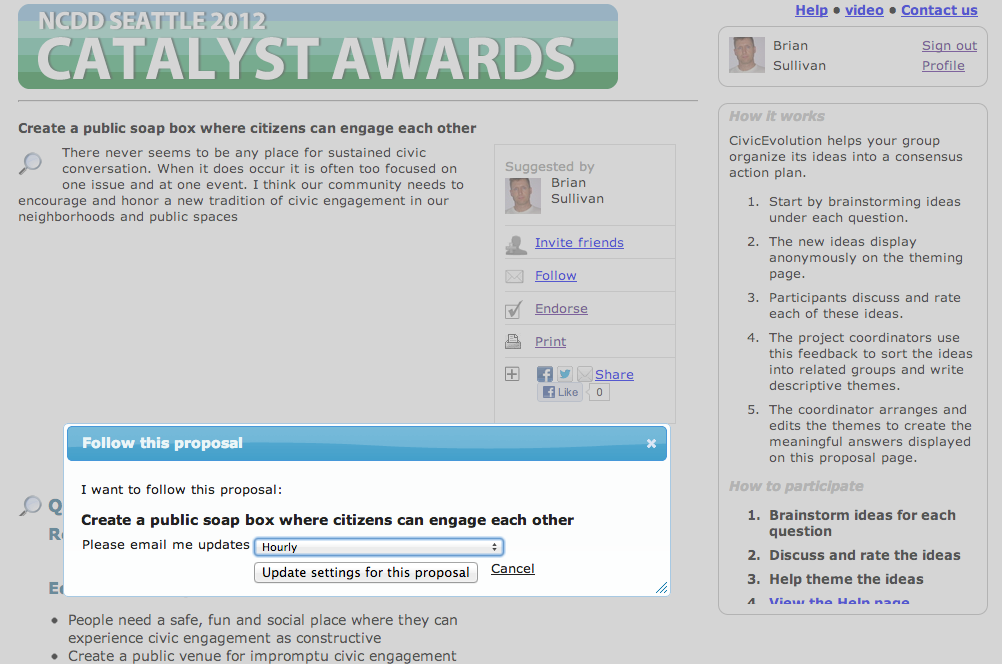 NCDD SEATTLE 2012
CATALYST AWARDS
Help • video • Contact us
Brian
Sullivan
Sign out
Profile
Create a public soap box where citizens can engage each other
There never seems to be any place for sustained civic
conversation. When it does occur it is often too focused on
one issue and at one event. I think our community needs to
encourage and honor a new tradition of civic engagement in our
neighborhoods and public spaces
Suggested by
Brian
Sullivan
Invite friends
Follow
Endorse
Print
Share
Like
0
How it works
CivicEvolution helps your group
organize its ideas into a consensus
action plan.
1. Start by brainstorming ideas
under each question.
2. The new ideas display
anonymously on the theming
page.
3. Participants discuss and rate
each of these ideas.
4. The project coordinators use
this feedback to sort the ideas
into related groups and write
descriptive themes.
5. The coordinator arranges and
edits the themes to create the
meaningful answers displayed
on this proposal page.
How to participate
1. Brainstorm ideas for each
question
2. Discuss and rate the ideas
3. Help theme the ideas
4. View the Help page
Follow this proposal
I want to follow this proposal:
Create a public soap box where citizens can engage each other
Please email me updates Hourly
Update settings for this proposal Cancel
• People need a safe, fun and social place where they can
experience civic engagement as constructive
• Create a public venue for impromptu civic engagement